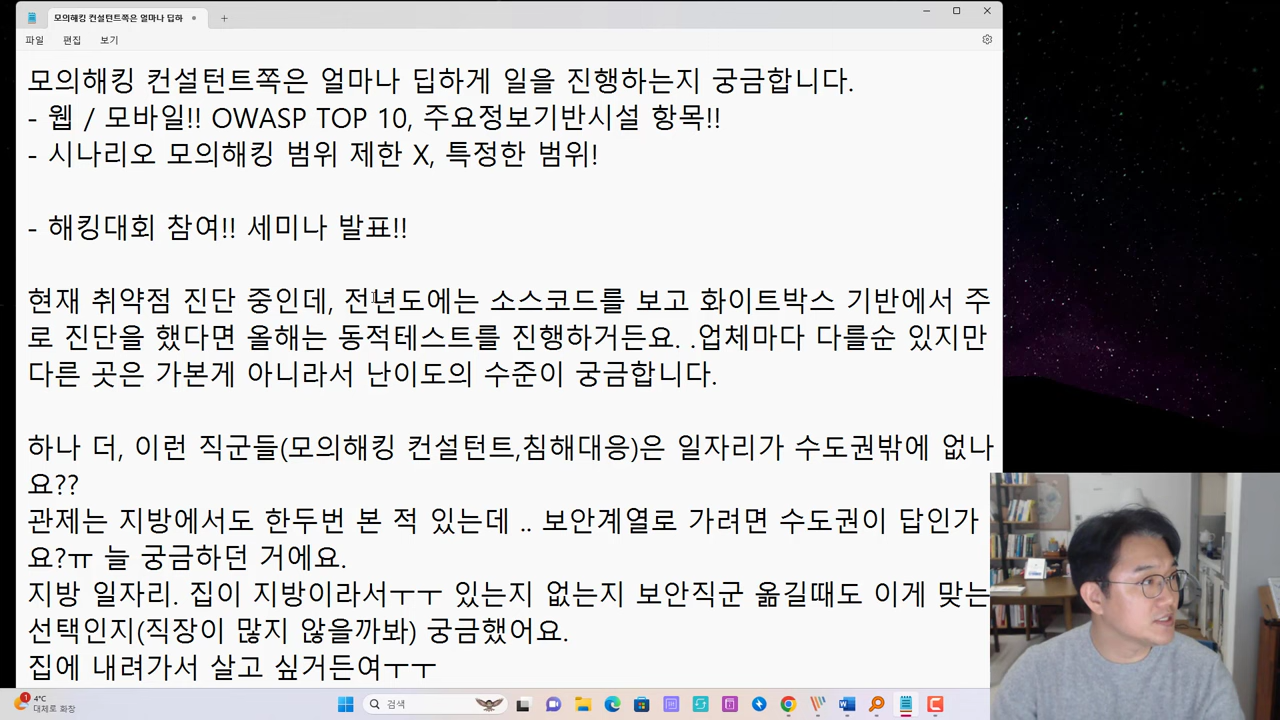 모의해킹 컨설턴트쪽은 얼마나 딥하
파일 편집 보기
모의해킹 컨설턴트쪽은 얼마나 딥하게 일을 진행하는지 궁금합니다.
- 웹 / 모바일!! OWASP TOP 10, 주요정보기반시설 항목!!
- 시나리오 모의해킹 범위 제한 X, 특정한 범위!
- 해킹대회 참여!! 세미나 발표!!
현재 취약점 진단 중인데, 전년도에는 소스코드를 보고 화이트박스 기반에서 주
로 진단을 했다면 올해는 동적테스트를 진행하거든요. .업체마다 다를순 있지만
다른 곳은 가본게 아니라서 난이도의 수준이 궁금합니다.
하나 더, 이런 직군들(모의해킹 컨설턴트,침해대응)은 일자리가 수도권밖에 없나
요??
관제는 지방에서도 한두번 본 적 있는데 .. 보안계열로 가려면 수도권이 답인가
요?ㅠ 늘 궁금하던 거에요.
지방 일자리. 집이 지방이라서ㅜㅜ 있는지 없는지 보안직군 옮길때도 이게 맞는
선택인지(직장이 많지 않을까봐) 궁금했어요.
집에 내려가서 살고 싶거든여ㅜㅜ
1
4°C
대체로 화창
검색